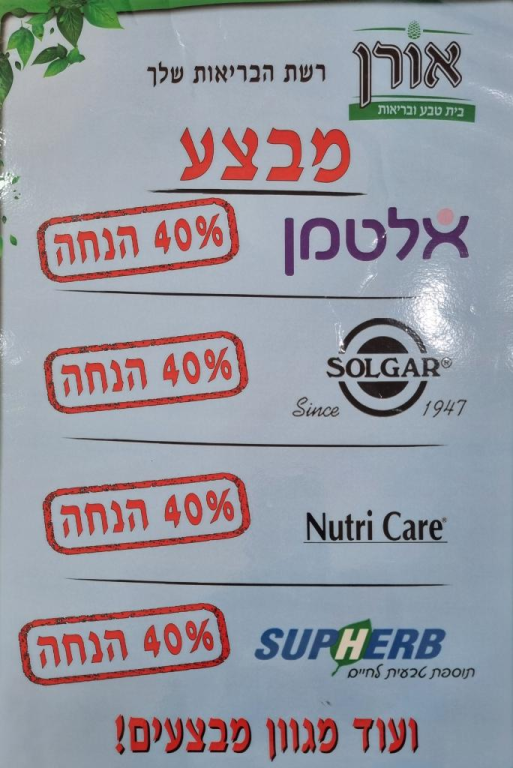 אורן
בית טבע ובריאות
רשת הבריאות שלך
מבצע
אלטמן
40% הנחה
SOLGAR®
Since 1947
40% הנחה
Nutri Care®
40% הנחה
SUPHERB
תוספת טבעית לחיים
40% הנחה
ועוד מגוון מבצעים!